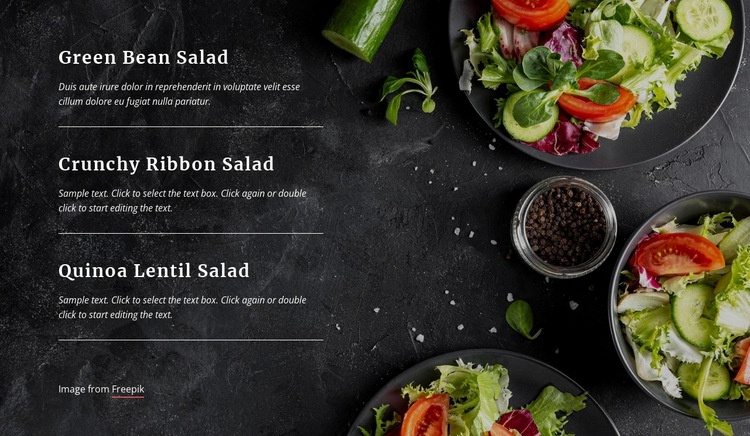 Green Bean Salad
Duis aute irure dolor in reprehenderit in voluptate velit esse
cillum dolore eu fugiat nulla pariatur.
Crunchy Ribbon Salad
Sample text. Click to select the text box. Click again or double
click to start editing the text.
Quinoa Lentil Salad
Sample text. Click to select the text box. Click again or double
click to start editing the text.
Image from Freepik